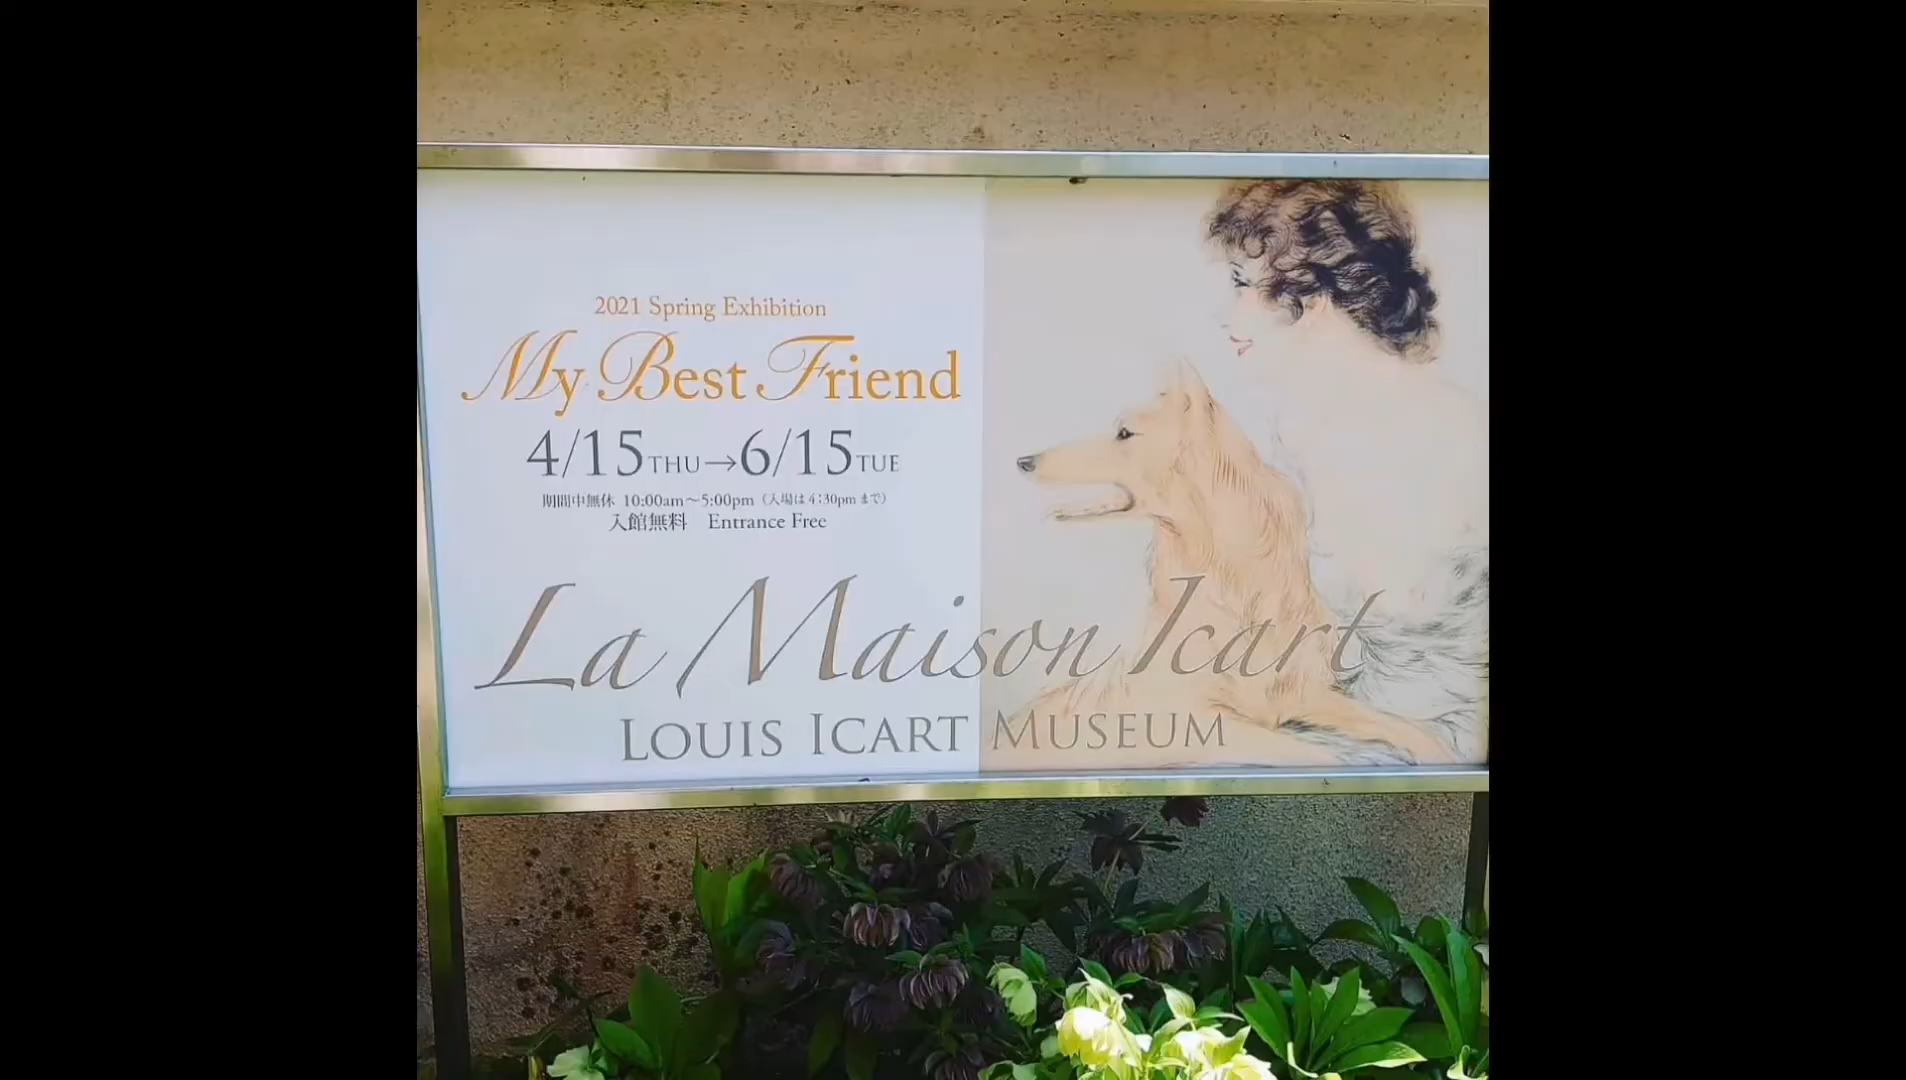 2021 Spring Exhibition
My Best Friend
4/15THU→6/15TUE
期間中無休 10:00am～5:00pm（入場は4:30pmまで）
入館無料 Entrance Free
La Maison Icart
LOUIS ICART MUSEUM